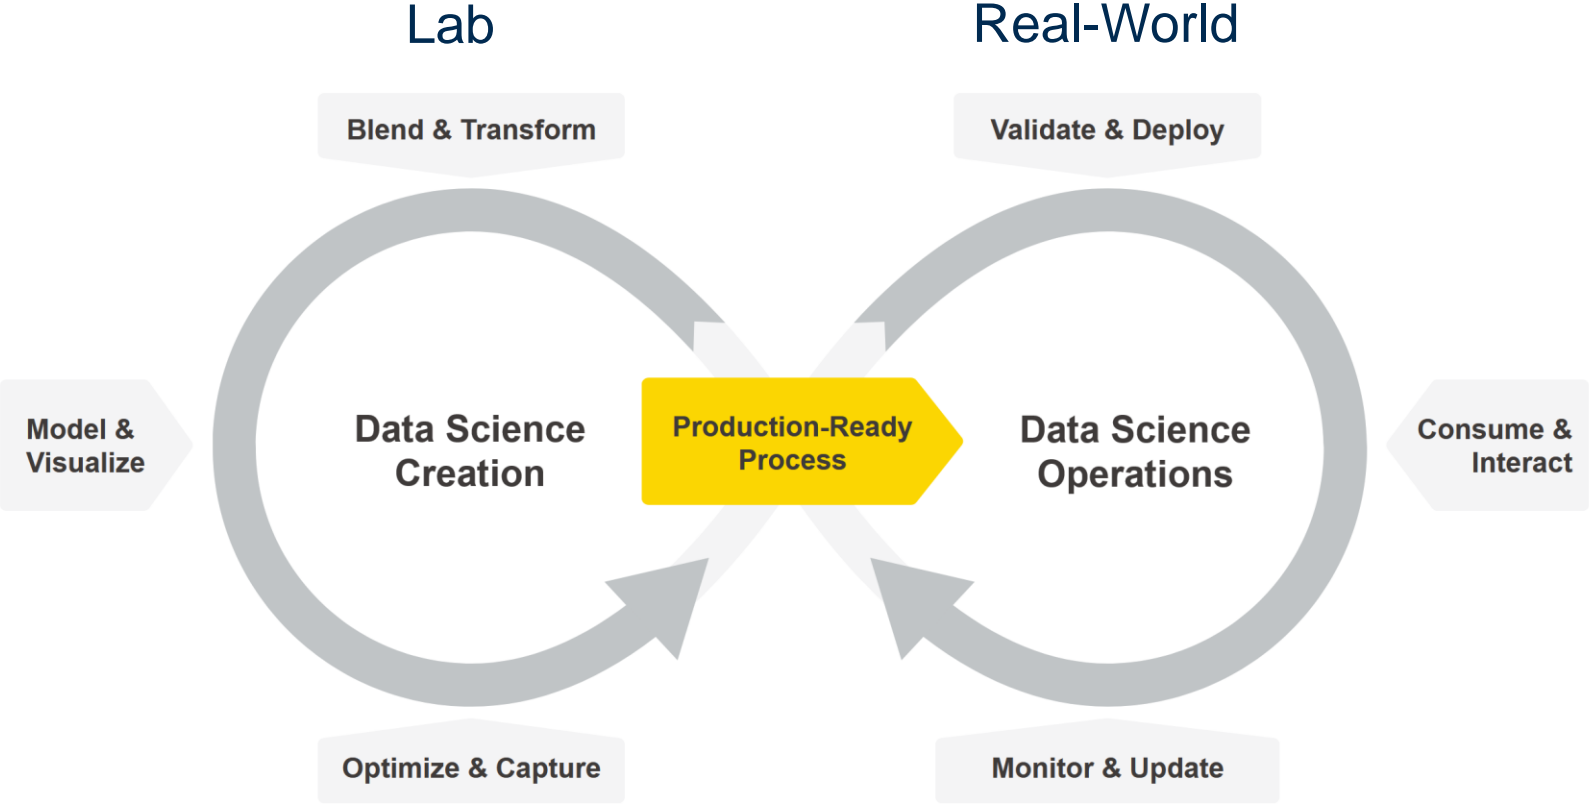 Lab
Real-World
Blend & Transform
Validate & Deploy
Model &
Visualize
Data Science
Creation
Production-Ready
Process
Data Science
Operations
Consume &
Interact
Optimize & Capture
Monitor & Update